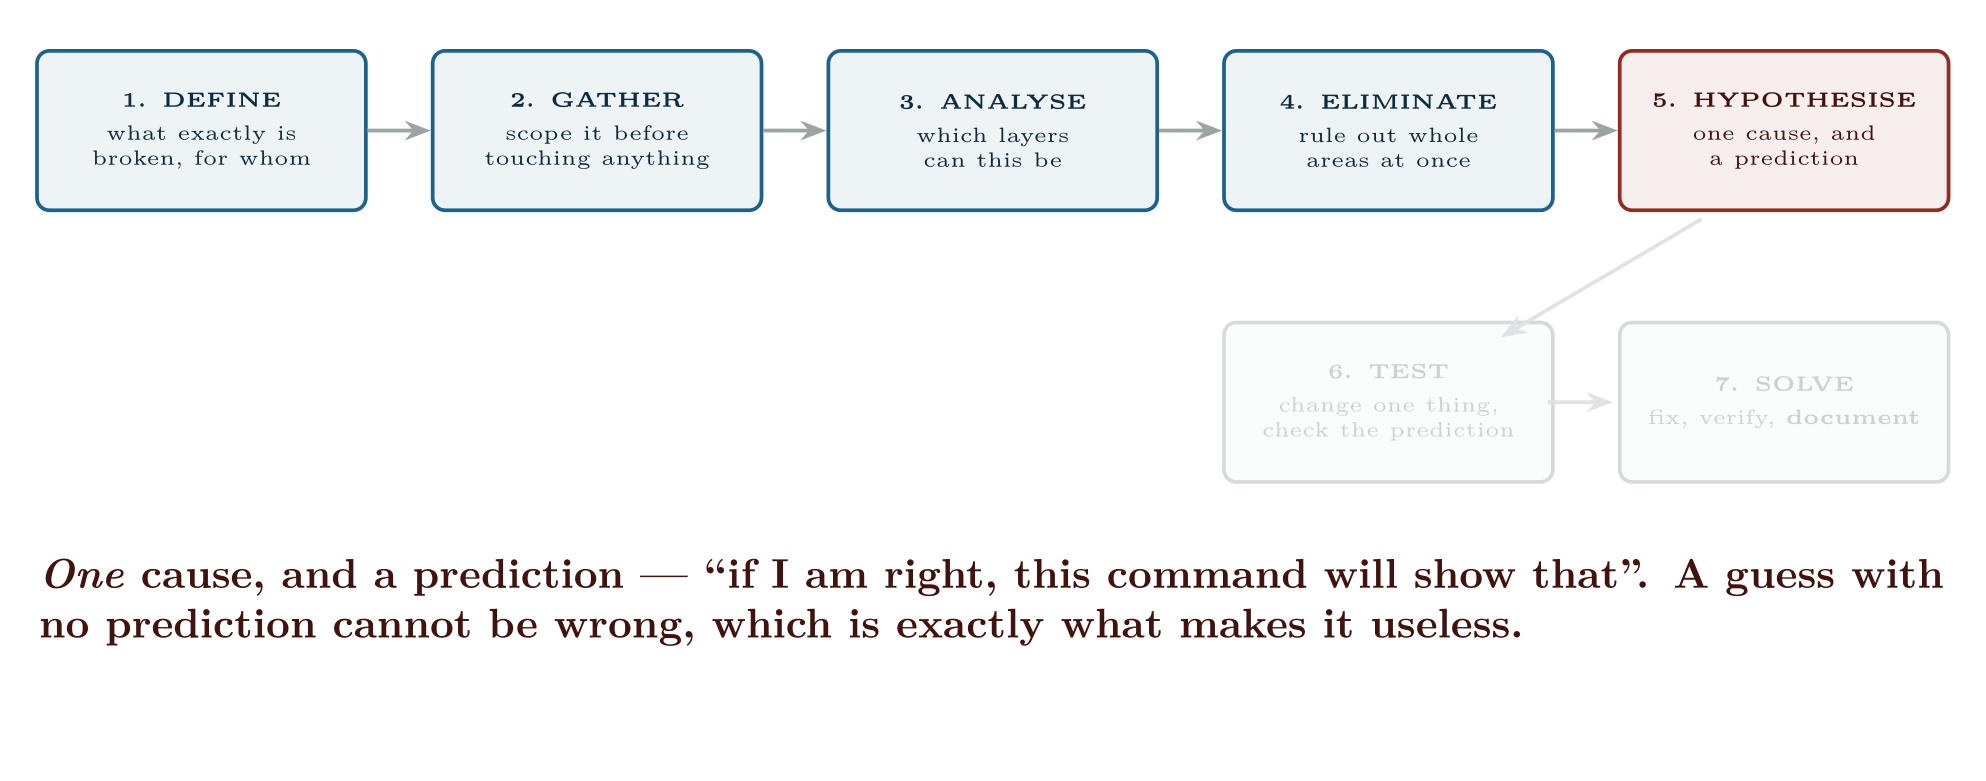 1. DEFINE
what exactly is
broken, for whom
2. GATHER
scope it before
touching anything
3. ANALYSE
which layers
can this be
4. ELIMINATE
rule out whole
areas at once
5. HYPOTHESISE
one cause, and
a prediction
6. TEST
change one thing,
check the prediction
7. SOLVE
fix, verify, document
One cause, and a prediction — “if I am right, this command will show that”. A guess with
no prediction cannot be wrong, which is exactly what makes it useless.